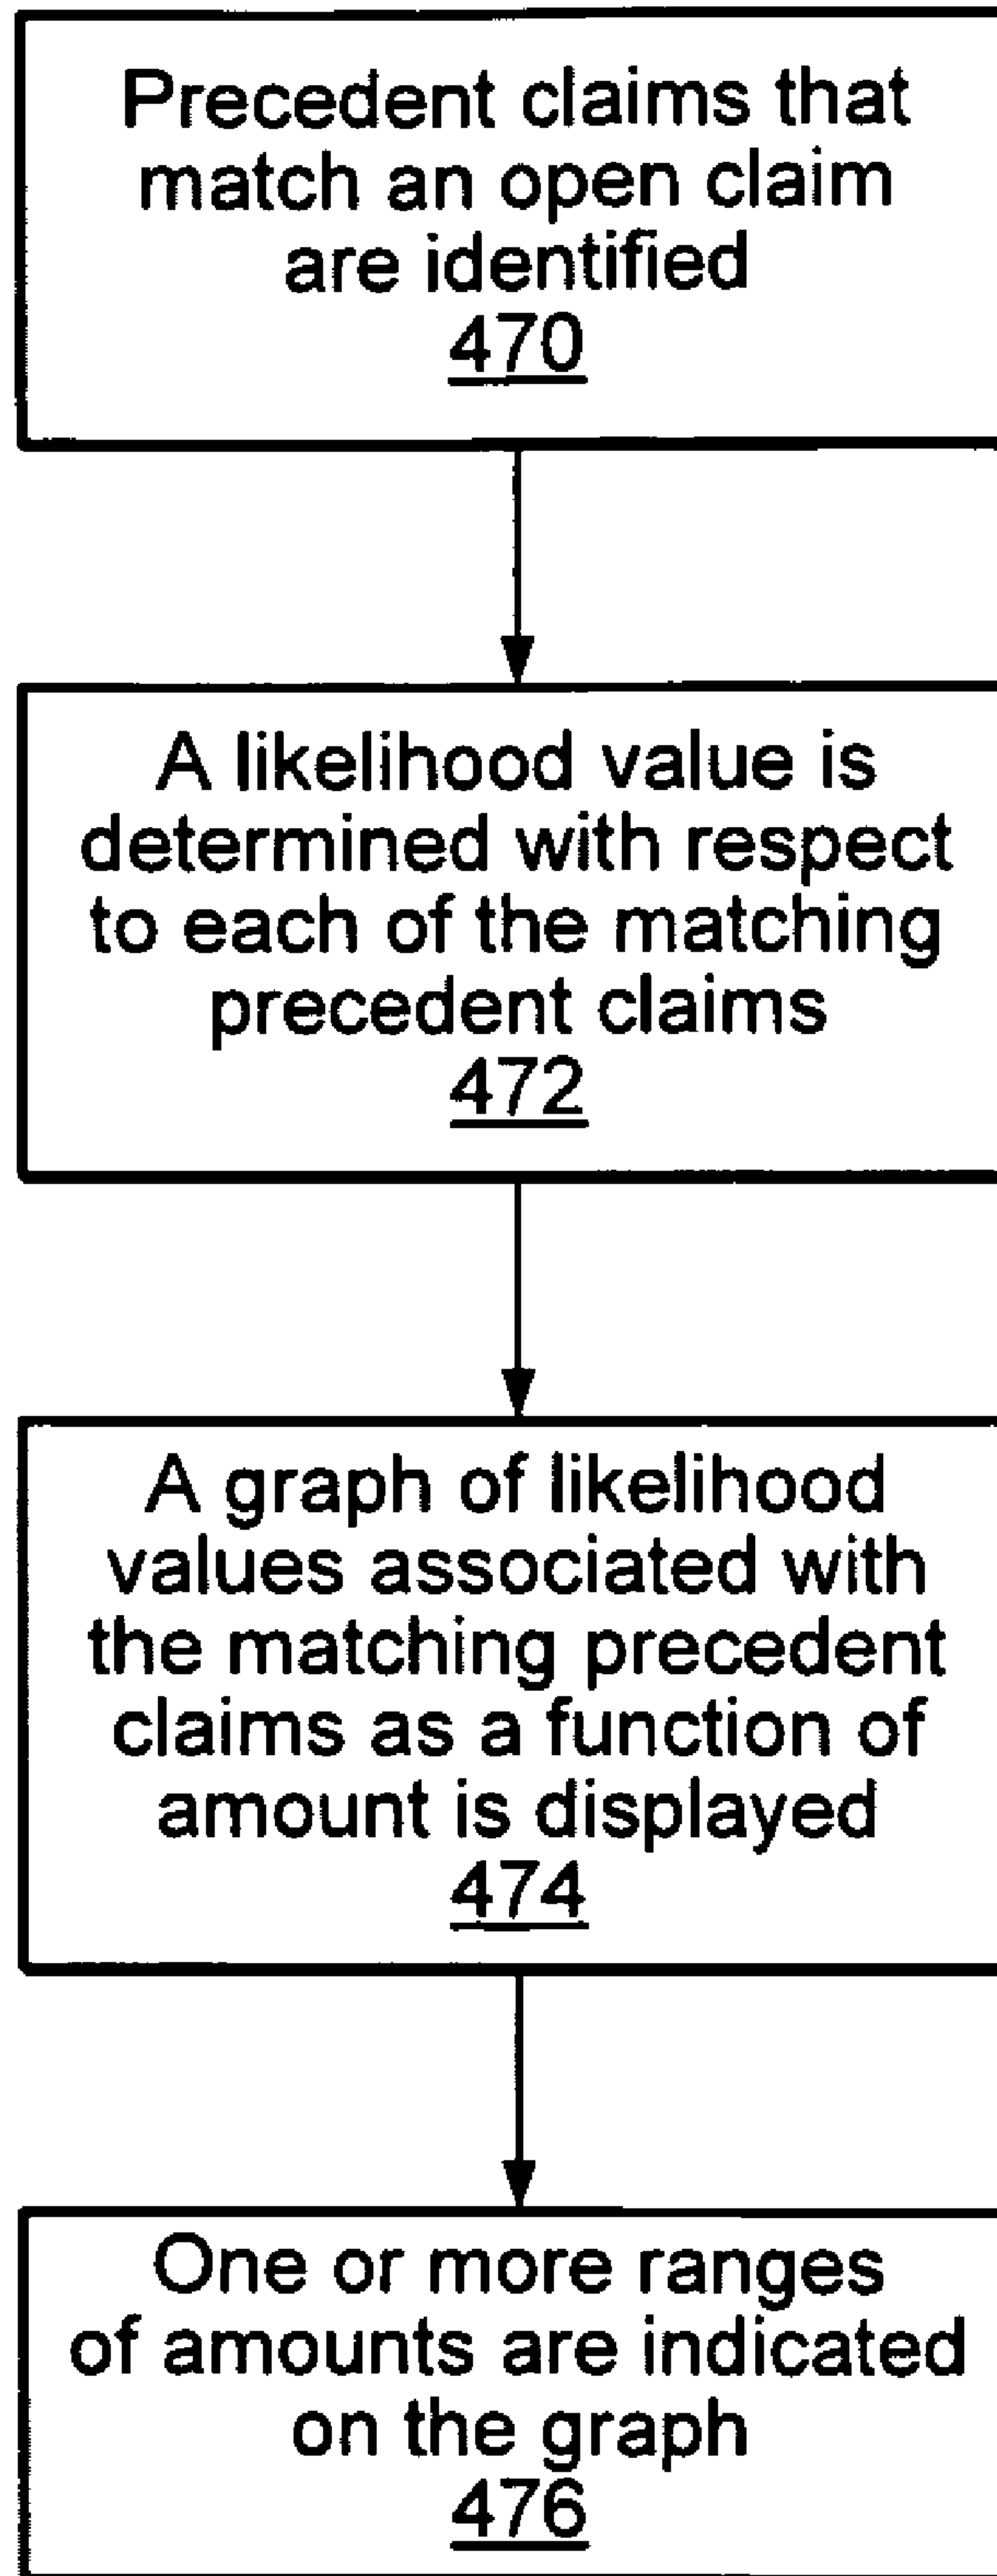 Precedent claims that
match an open claim
are identified
470
A likelihood value is
determined with respect
to each of the matching
precedent claims
472
A graph of likelihood
values associated with
the matching precedent
claims as a function of
amount is displayed
474
One or more ranges
of amounts are indicated
on the graph
476